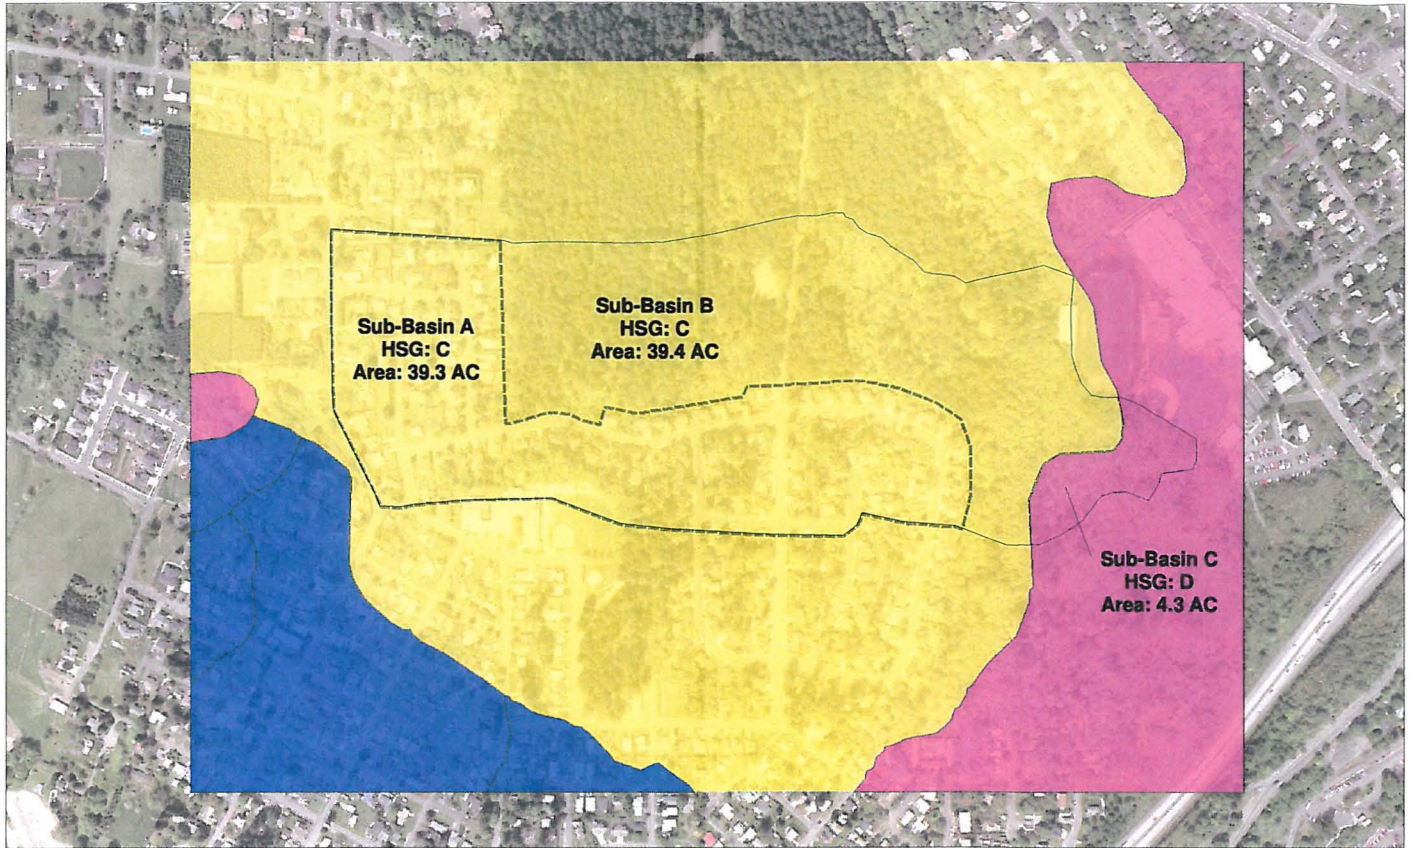 Sub-Basin A
HSG: C
Area: 39.3 AC
Sub-Basin B
HSG: C
Area: 39.4 AC
Sub-Basin C
HSG: D
Area: 4.3 AC